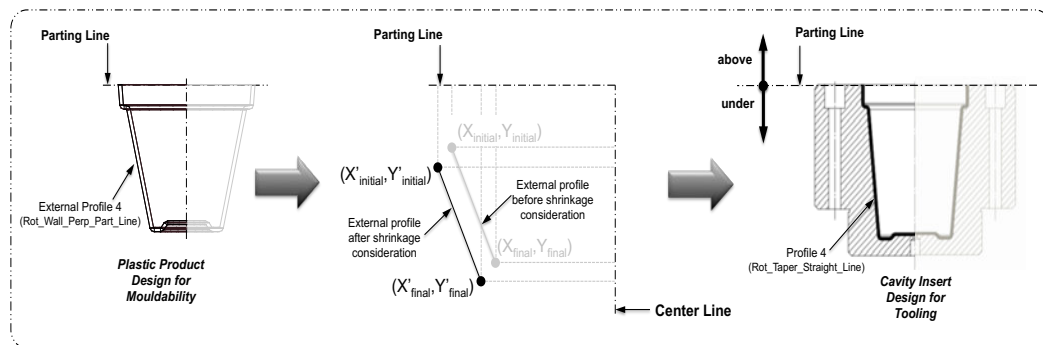 Parting Line
External Profile 4
(Rot_Wall_Perp_Part_Line)
Plastic Product
Design for
Mouldability
Parting Line
(Xinitial,Yinitial)
(X'initial,Y'initial)
External profile
before shrinkage
consideration
External profile
after shrinkage
consideration
(Xfinal,Yfinal)
(X'final,Y'final)
Center Line
above
under
Parting Line
Profile 4
(Rot_Taper_Straight_Line)
Cavity Insert
Design for
Tooling